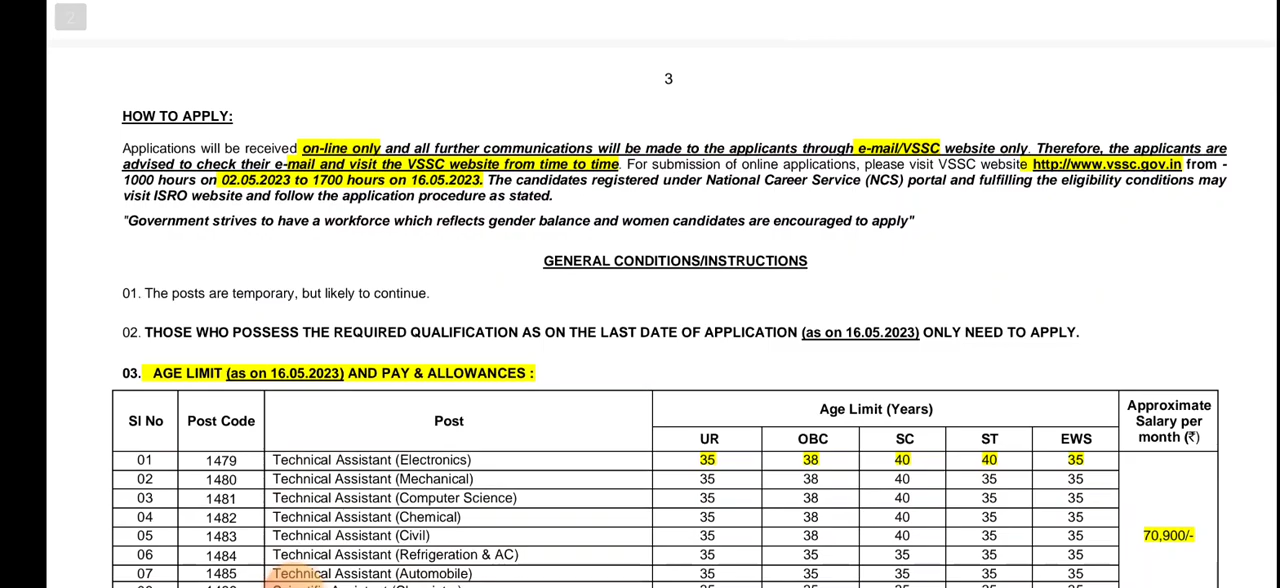 2
3
HOW TO APPLY:
Applications will be received on-line only and all further communications will be made to the applicants through e-mail/VSSC website only. Therefore, the applicants are
advised to check their e-mail and visit the VSSC website from time to time. For submission of online applications, please visit VSSC website http://www.vssc.gov.in from -
1000 hours on 02.05.2023 to 1700 hours on 16.05.2023. The candidates registered under National Career Service (NCS) portal and fulfilling the eligibility conditions may
visit ISRO website and follow the application procedure as stated.
"Government strives to have a workforce which reflects gender balance and women candidates are encouraged to apply"
GENERAL CONDITIONS/INSTRUCTIONS
01. The posts are temporary, but likely to continue.
02. THOSE WHO POSSESS THE REQUIRED QUALIFICATION AS ON THE LAST DATE OF APPLICATION (as on 16.05.2023) ONLY NEED TO APPLY.
03. AGE LIMIT (as on 16.05.2023) AND PAY & ALLOWANCES :
Sl No Post Code Post Age Limit (Years) Approximate Salary per month (₹)
UR OBC SC ST EWS
01 1479 Technical Assistant (Electronics) 35 38 40 40 35
02 1480 Technical Assistant (Mechanical) 35 38 40 35 35
03 1481 Technical Assistant (Computer Science) 35 38 40 35 35
04 1482 Technical Assistant (Chemical) 35 38 40 35 35
05 1483 Technical Assistant (Civil) 35 38 40 35 35 70,900/-
06 1484 Technical Assistant (Refrigeration & AC) 35 35 35 35 35
07 1485 Technical Assistant (Automobile) 35 35 35 35 35